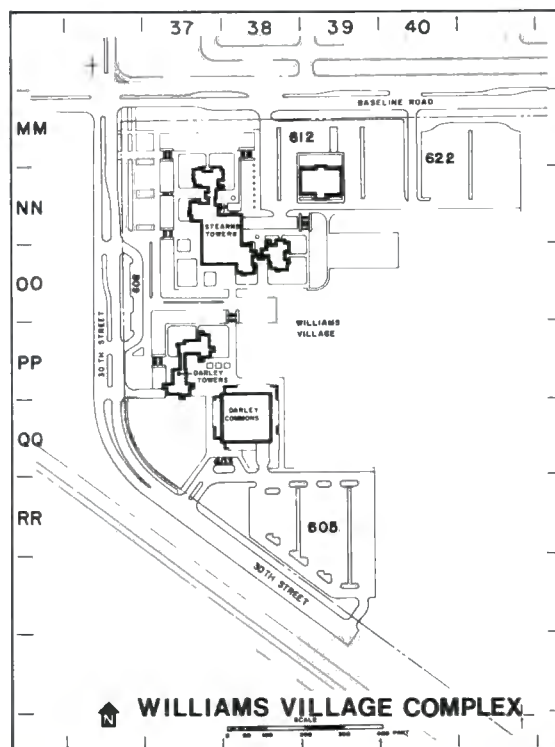 37 38 39 40
BASELINE ROAD
MM
612
622
NN
STEARNS
TOWERS
OO
608
WILLIAMS
VILLAGE
30TH STREET
PP
DARLEY
TOWERS
DARLEY
COMMONS
QQ
RR
605
30TH STREET
N
WILLIAMS VILLAGE COMPLEX
SCALE